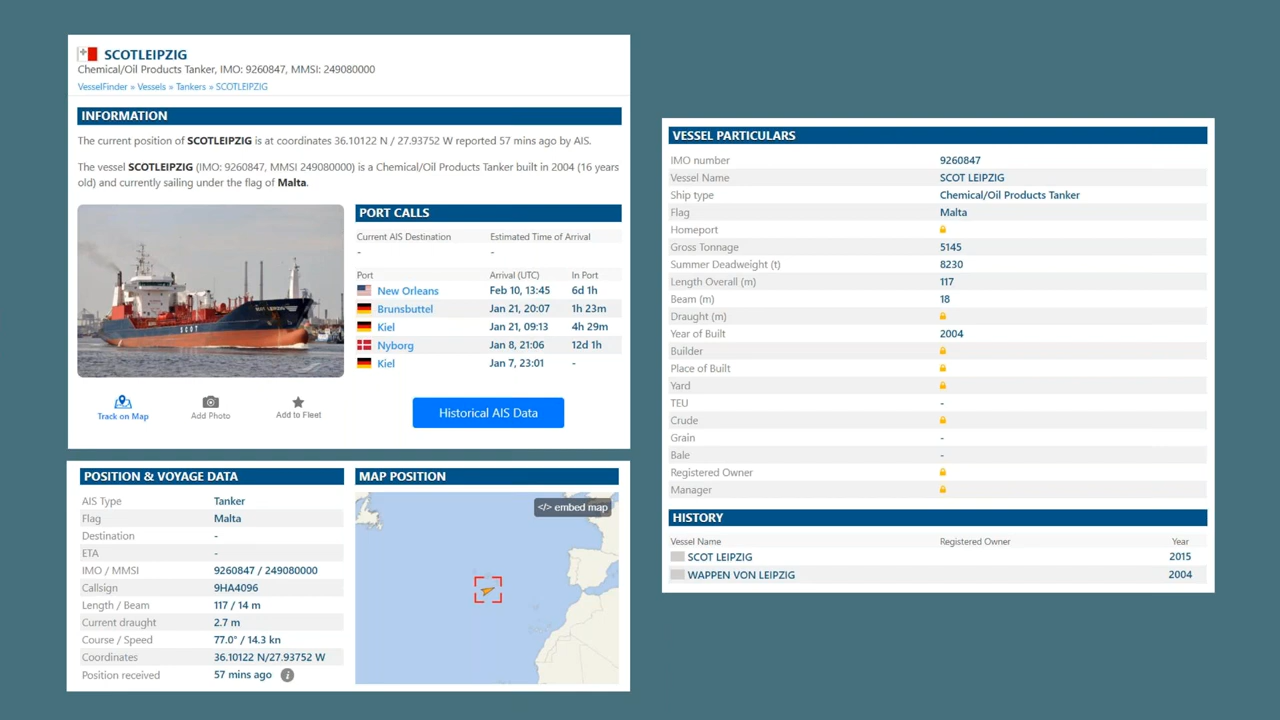 SCOTLEIPZIG
Chemical/Oil Products Tanker, IMO: 9260847, MMSI: 249080000
VesselFinder » Vessels » Tankers » SCOTLEIPZIG
INFORMATION
The current position of SCOTLEIPZIG is at coordinates 36.10122 N / 27.93752 W reported 57 mins ago by AIS.
The vessel SCOTLEIPZIG (IMO: 9260847, MMSI 249080000) is a Chemical/Oil Products Tanker built in 2004 (16 years
old) and currently sailing under the flag of Malta.
SCOT
PORT CALLS
Current AIS Destination Estimated Time of Arrival
- -
Port Arrival (UTC) In Port
New Orleans Feb 10, 13:45 6d 1h
Brunsbuttel Jan 21, 20:07 1h 23m
Kiel Jan 21, 09:13 4h 29m
Nyborg Jan 8, 21:06 12d 1h
Kiel Jan 7, 23:01 -
Track on Map Add Photo Add to Fleet
Historical AIS Data
POSITION & VOYAGE DATA
AIS Type Tanker
Flag Malta
Destination -
ETA -
IMO / MMSI 9260847 / 249080000
Callsign 9HA4096
Length / Beam 117 / 14 m
Current draught 2.7 m
Course / Speed 77.0° / 14.3 kn
Coordinates 36.10122 N/27.93752 W
Position received 57 mins ago i
MAP POSITION
</> embed map
VESSEL PARTICULARS
IMO number 9260847
Vessel Name SCOT LEIPZIG
Ship type Chemical/Oil Products Tanker
Flag Malta
Homeport
Gross Tonnage 5145
Summer Deadweight (t) 8230
Length Overall (m) 117
Beam (m) 18
Draught (m)
Year of Built 2004
Builder
Place of Built
Yard
TEU -
Crude
Grain -
Bale -
Registered Owner
Manager
HISTORY
Vessel Name Registered Owner Year
SCOT LEIPZIG 2015
WAPPEN VON LEIPZIG 2004